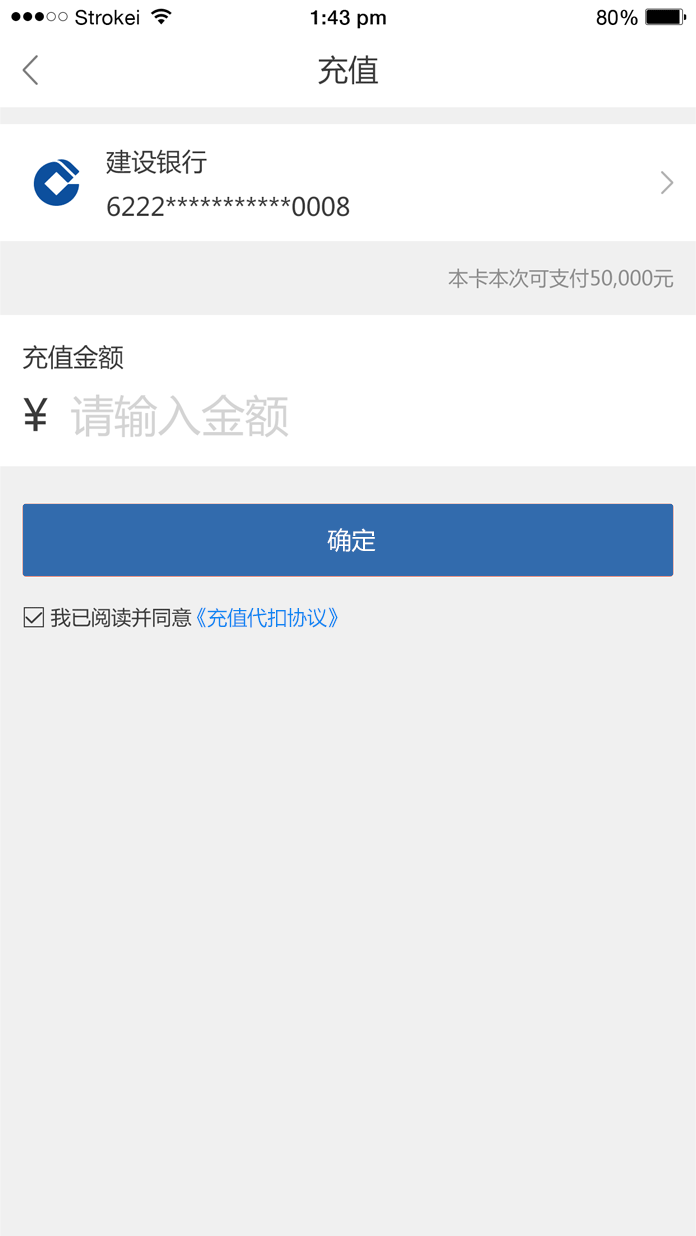 Strokei 1:43 pm 80%
充值
建设银行
6222***********0008
本卡本次可支付50,000元
充值金额
¥ 请输入金额
确定
我已阅读并同意《充值代扣协议》